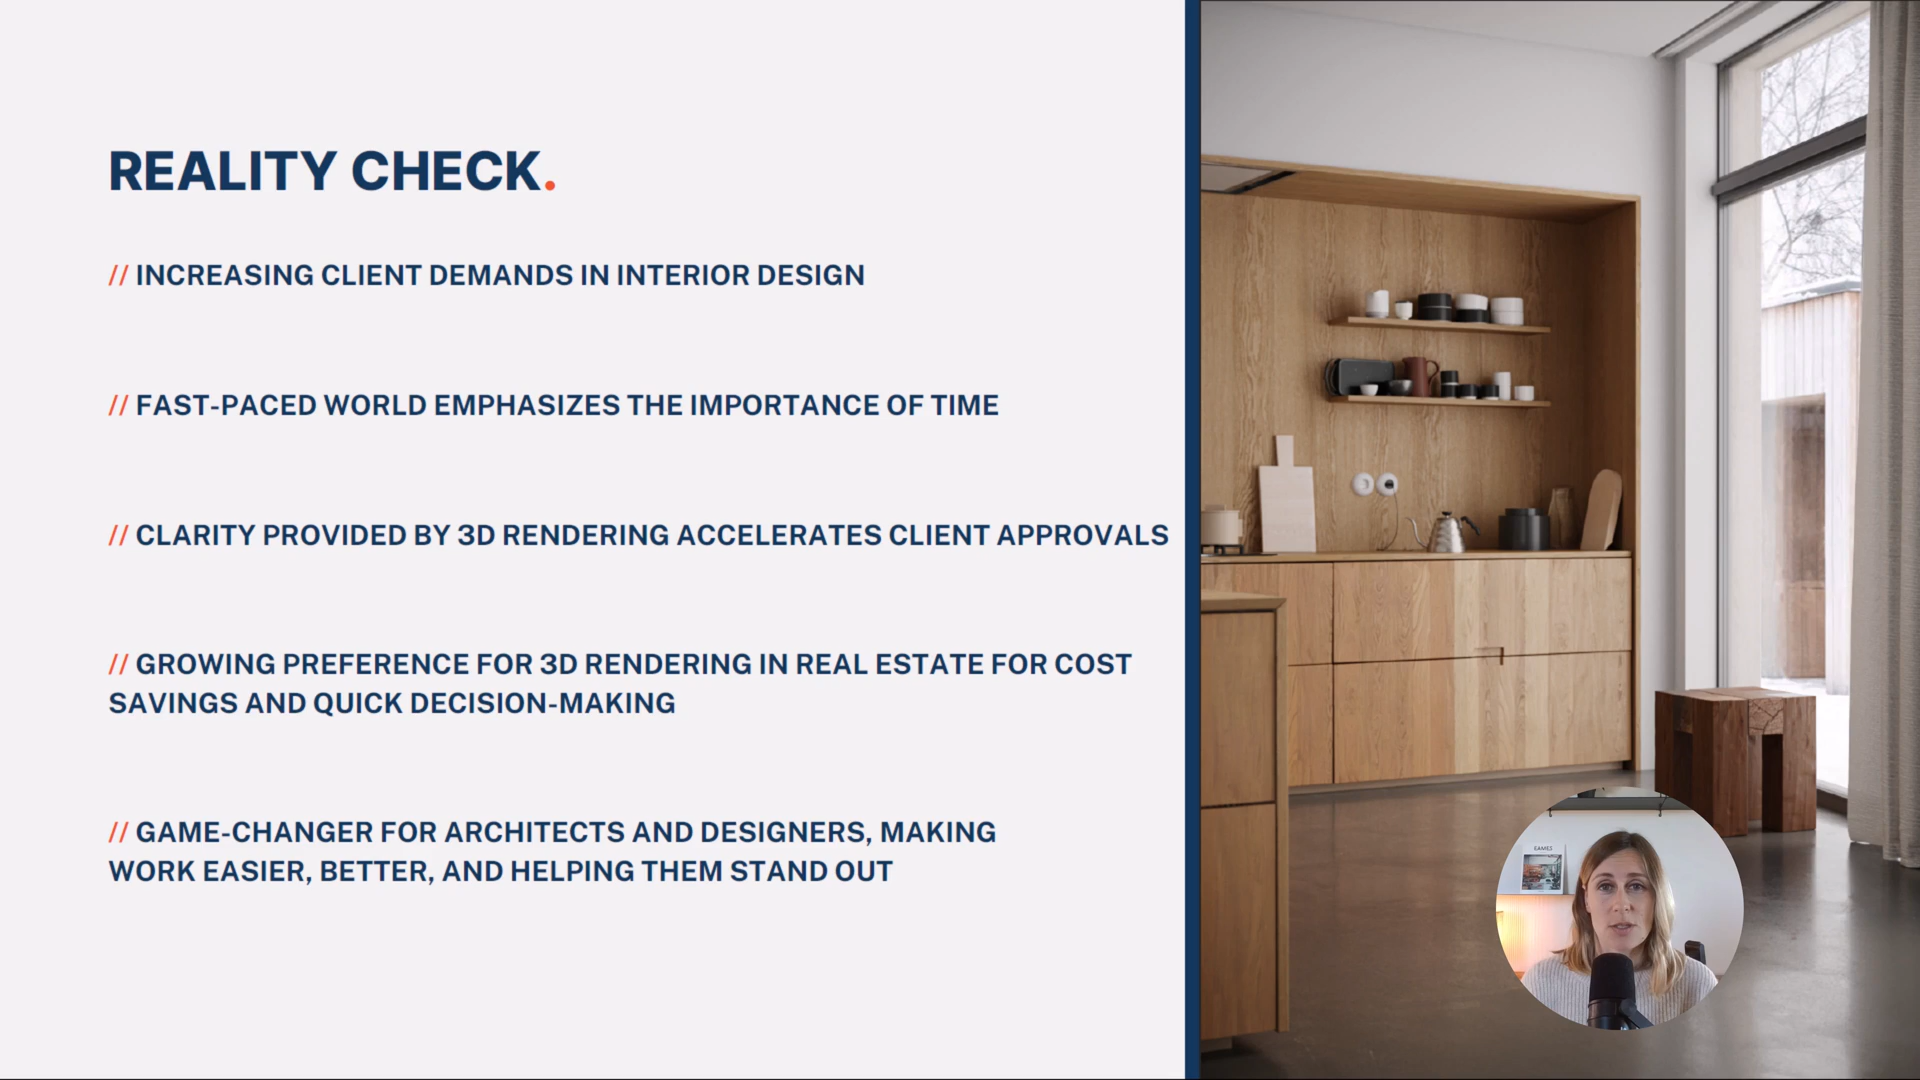 REALITY CHECK.
// INCREASING CLIENT DEMANDS IN INTERIOR DESIGN
// FAST-PACED WORLD EMPHASIZES THE IMPORTANCE OF TIME
// CLARITY PROVIDED BY 3D RENDERING ACCELERATES CLIENT APPROVALS
// GROWING PREFERENCE FOR 3D RENDERING IN REAL ESTATE FOR COST
SAVINGS AND QUICK DECISION-MAKING
// GAME-CHANGER FOR ARCHITECTS AND DESIGNERS, MAKING
WORK EASIER, BETTER, AND HELPING THEM STAND OUT
EAMES